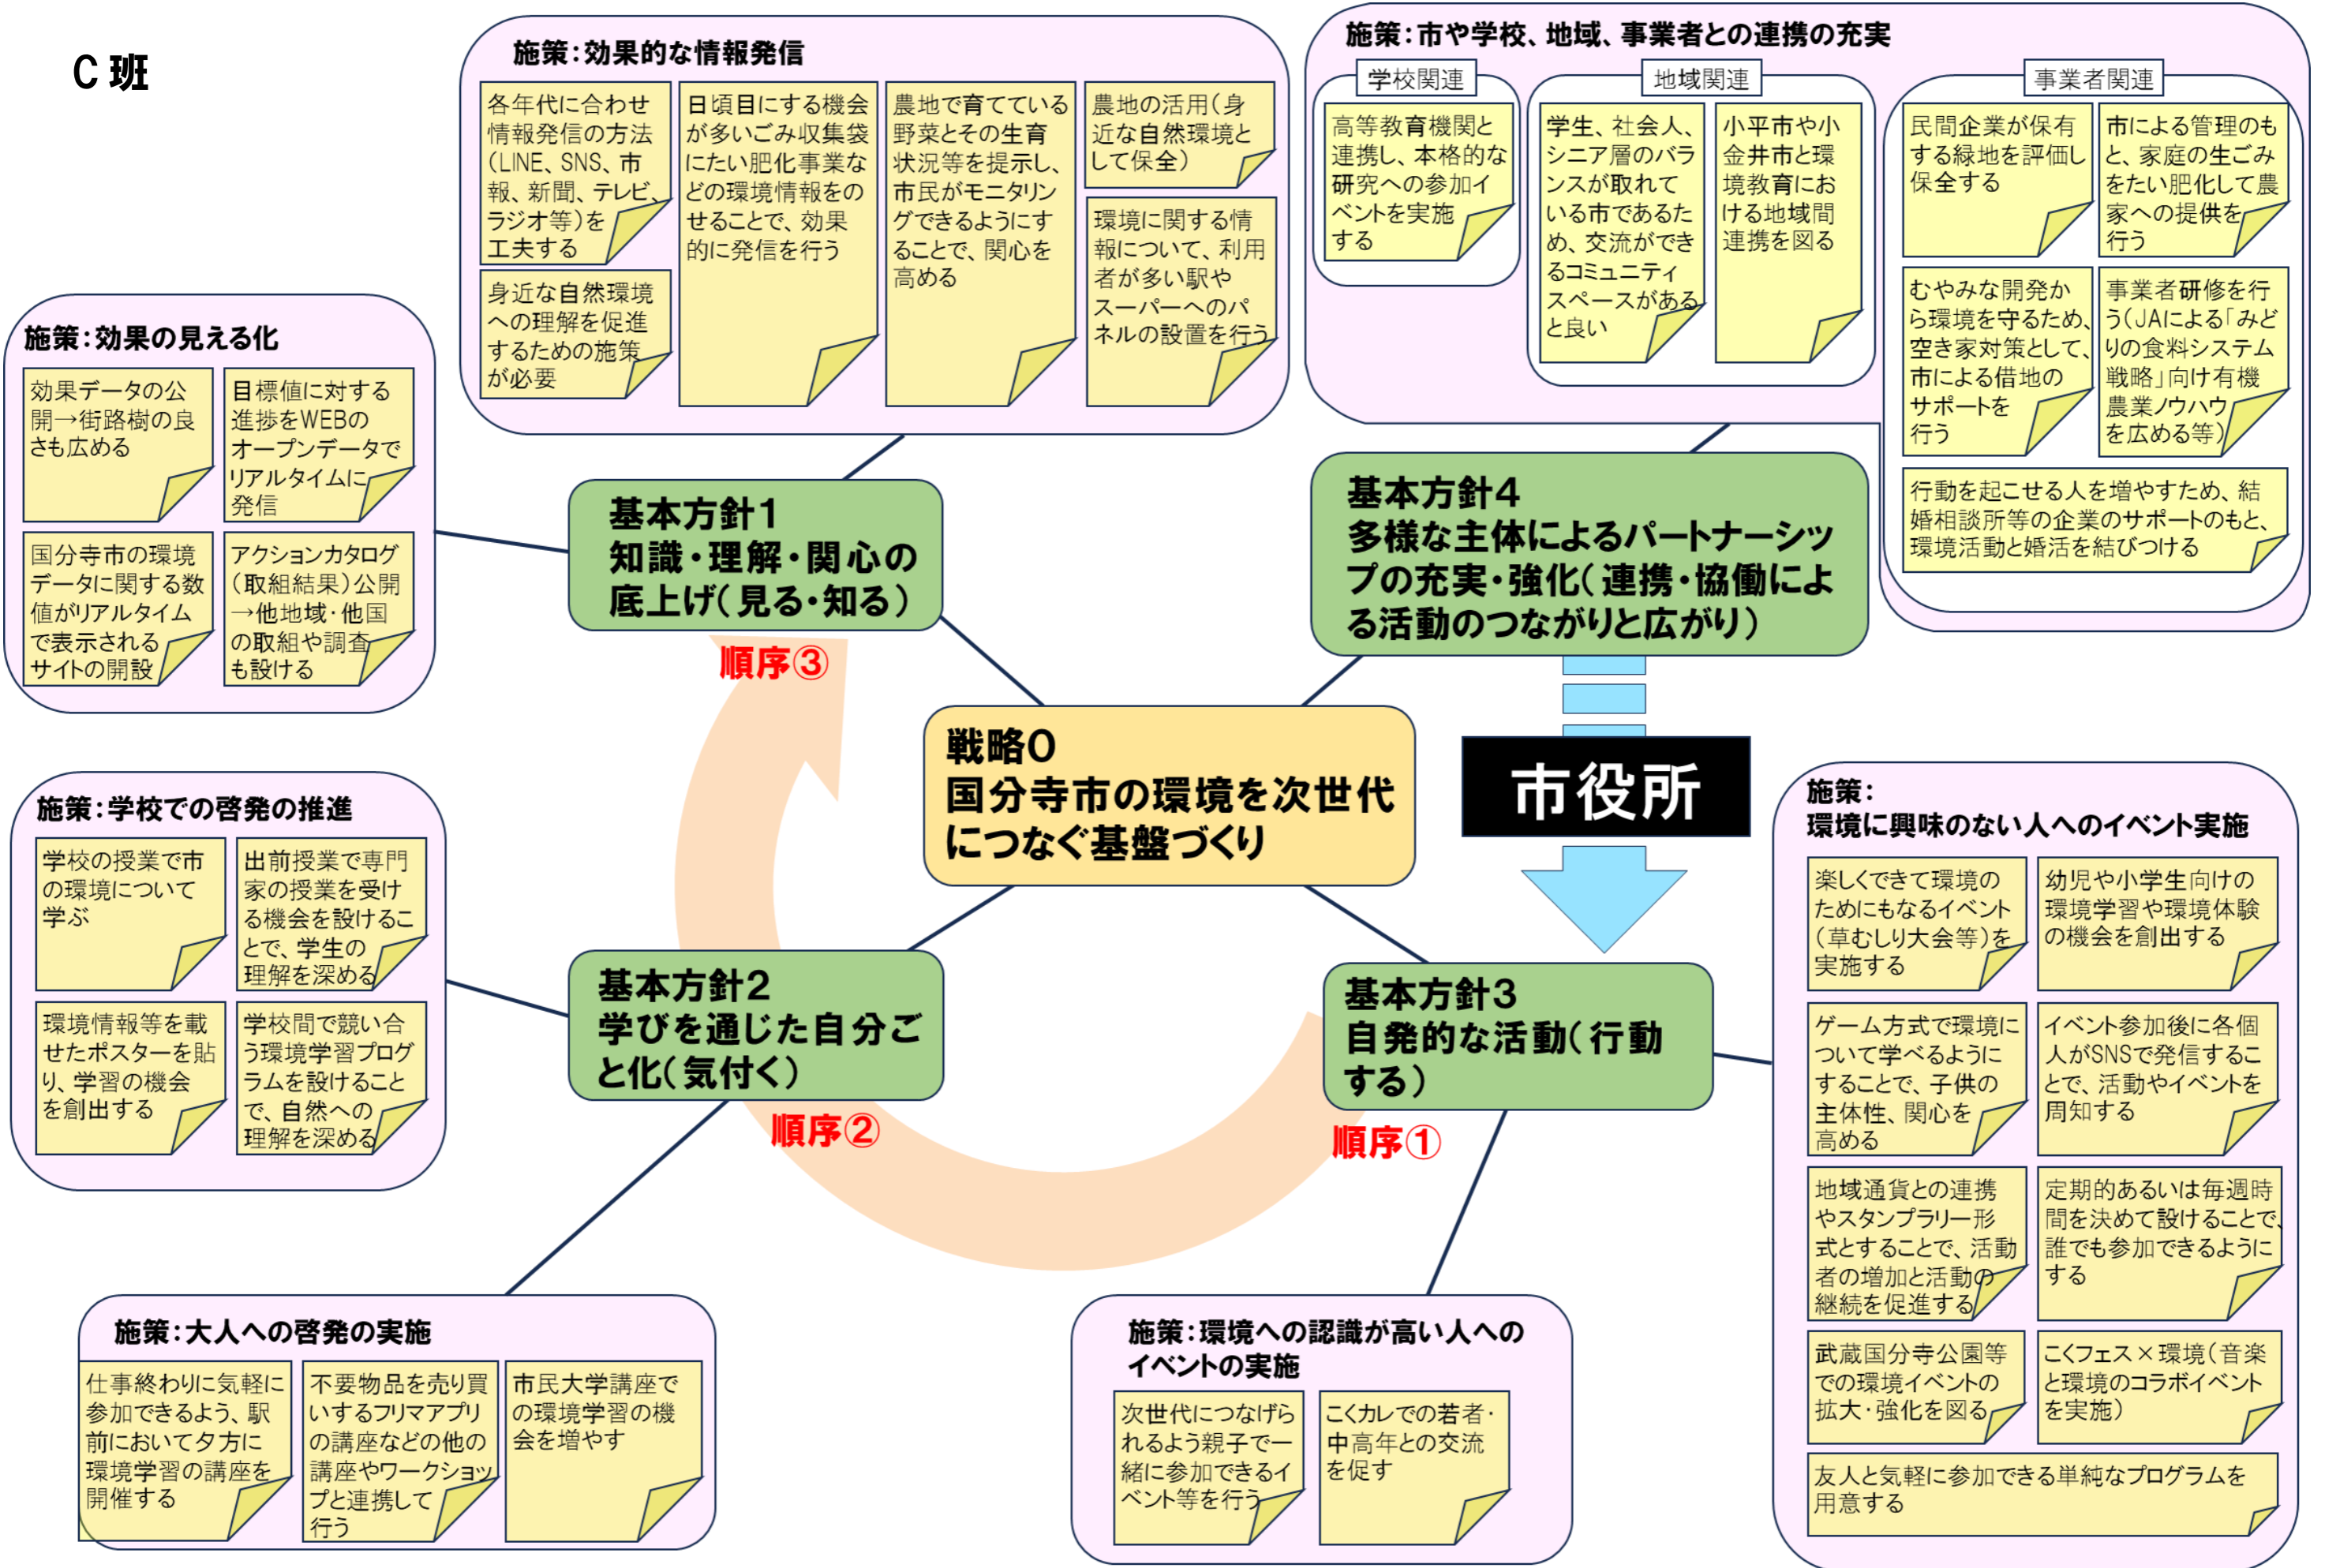 C班
施策：効果的な情報発信
各年代に合わせ
情報発信の方法
（LINE、SNS、市
報、新聞、テレビ、
ラジオ等）を
工夫する
身近な自然環境
への理解を促進
するための施策
が必要
日頃目にする機会
が多いごみ収集袋
にたい肥化事業な
どの環境情報をの
せることで、効果
的に発信を行う
農地で育てている
野菜とその生育
状況等を提示し、
市民がモニタリン
グできるようにす
ることで、関心を
高める
農地の活用（身
近な自然環境と
して保全）
環境に関する情
報について、利用
者が多い駅や
スーパーへのパ
ネルの設置を行う
施策：市や学校、地域、事業者との連携の充実
学校関連
高等教育機関と
連携し、本格的な
研究への参加イ
ベントを実施
する
地域関連
学生、社会人、
シニア層のバラ
ンスが取れて
いる市であるた
め、交流ができ
るコミュニティ
スペースがある
と良い
小平市や小
金井市と環
境教育にお
ける地域間
連携を図る
事業者関連
民間企業が保有
する緑地を評価し
保全する
市による管理のも
と、家庭の生ごみ
をたい肥化して農
家への提供を
行う
むやみな開発か
ら環境を守るため、
空き家対策として、
市による借地の
サポートを
行う
事業者研修を行
う（JAによる「みど
りの食料システム
戦略」向け有機
農業ノウハウ
を広める等）
行動を起こせる人を増やすため、結
婚相談所等の企業のサポートのもと、
環境活動と婚活を結びつける
施策：効果の見える化
効果データの公
開→街路樹の良
さも広める
目標値に対する
進捗をWEBの
オープンデータで
リアルタイムに
発信
国分寺市の環境
データに関する数
値がリアルタイム
で表示される
サイトの開設
アクションカタログ
（取組結果）公開
→他地域・他国
の取組や調査
も設ける
基本方針1
知識・理解・関心の
底上げ（見る・知る）
基本方針4
多様な主体によるパートナーシッ
プの充実・強化（連携・協働によ
る活動のつながりと広がり）
順序③
戦略0
国分寺市の環境を次世代
につなぐ基盤づくり
市役所
施策：学校での啓発の推進
学校の授業で市
の環境について
学ぶ
出前授業で専門
家の授業を受け
る機会を設けるこ
とで、学生の
理解を深める
環境情報等を載
せたポスターを貼
り、学習の機会
を創出する
学校間で競い合
う環境学習プログ
ラムを設けること
で、自然への
理解を深める
基本方針2
学びを通じた自分ご
と化（気付く）
順序②
基本方針3
自発的な活動（行動
する）
順序①
施策：
環境に興味のない人へのイベント実施
楽しくできて環境の
ためにもなるイベント
（草むしり大会等）を
実施する
幼児や小学生向けの
環境学習や環境体験
の機会を創出する
ゲーム方式で環境に
ついて学べるように
することで、子供の
主体性、関心を
高める
イベント参加後に各個
人がSNSで発信するこ
とで、活動やイベントを
周知する
地域通貨との連携
やスタンプラリー形
式とすることで、活動
者の増加と活動の
継続を促進する
定期的あるいは毎週時
間を決めて設けることで、
誰でも参加できるように
する
武蔵国分寺公園等
での環境イベントの
拡大・強化を図る
こくフェス×環境（音楽
と環境のコラボイベント
を実施）
友人と気軽に参加できる単純なプログラムを
用意する
施策：大人への啓発の実施
仕事終わりに気軽に
参加できるよう、駅
前において夕方に
環境学習の講座を
開催する
不要物品を売り買
いするフリマアプリ
の講座などの他の
講座やワークショッ
プと連携して
行う
市民大学講座で
の環境学習の機
会を増やす
施策：環境への認識が高い人への
イベントの実施
次世代につなげら
れるよう親子で一
緒に参加できるイ
ベント等を行う
こくカレでの若者・
中高年との交流
を促す